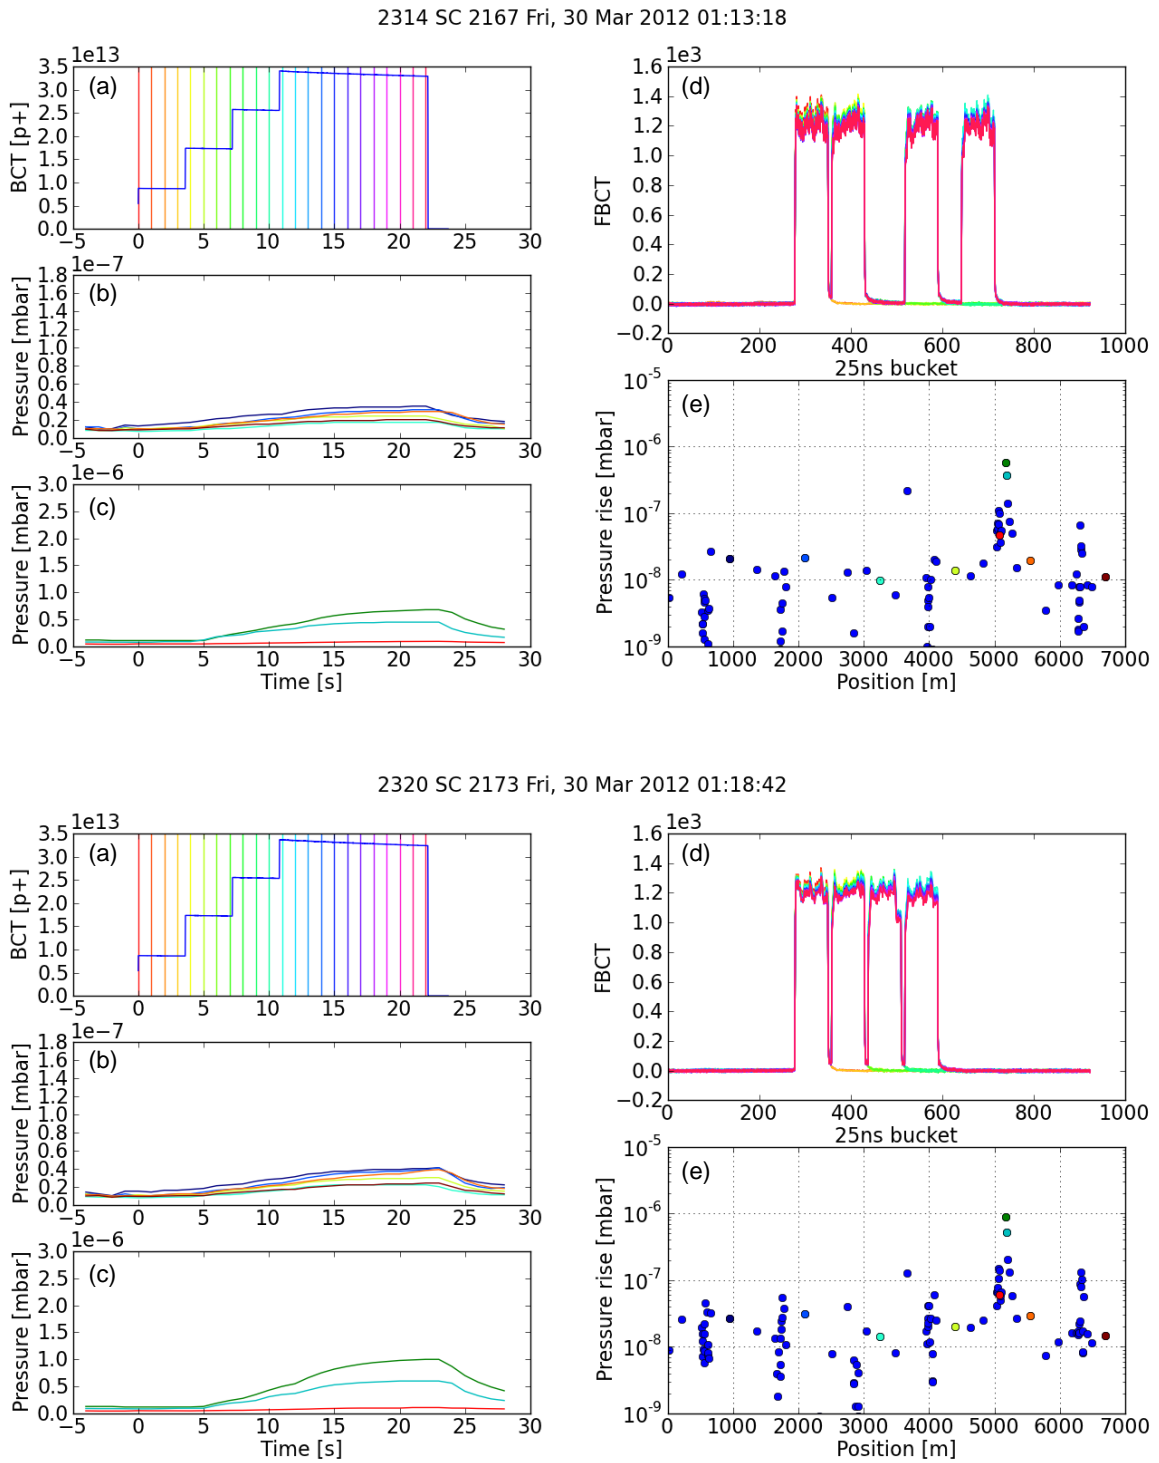 2314 SC 2167 Fri, 30 Mar 2012 01:13:18
1e13
(a)
BCT [p+]
3.5
3.0
2.5
2.0
1.5
1.0
0.5
0.0
−5 0 5 10 15 20 25 30
1e−7
(b)
Pressure [mbar]
1.8
1.6
1.4
1.2
1.0
0.8
0.6
0.4
0.2
0.0
−5 0 5 10 15 20 25 30
1e−6
(c)
Pressure [mbar]
3.0
2.5
2.0
1.5
1.0
0.5
0.0
−5 0 5 10 15 20 25 30
Time [s]
1e3
(d)
FBCT
1.6
1.4
1.2
1.0
0.8
0.6
0.4
0.2
0.0
−0.2
0 200 400 600 800 1000
25ns bucket
(e)
Pressure rise [mbar]
10-5
10-6
10-7
10-8
10-9
0 1000 2000 3000 4000 5000 6000 7000
Position [m]
2320 SC 2173 Fri, 30 Mar 2012 01:18:42
1e13
(a)
BCT [p+]
3.5
3.0
2.5
2.0
1.5
1.0
0.5
0.0
−5 0 5 10 15 20 25 30
1e−7
(b)
Pressure [mbar]
1.8
1.6
1.4
1.2
1.0
0.8
0.6
0.4
0.2
0.0
−5 0 5 10 15 20 25 30
1e−6
(c)
Pressure [mbar]
3.0
2.5
2.0
1.5
1.0
0.5
0.0
−5 0 5 10 15 20 25 30
Time [s]
1e3
(d)
FBCT
1.6
1.4
1.2
1.0
0.8
0.6
0.4
0.2
0.0
−0.2
0 200 400 600 800 1000
25ns bucket
(e)
Pressure rise [mbar]
10-5
10-6
10-7
10-8
10-9
0 1000 2000 3000 4000 5000 6000 7000
Position [m]